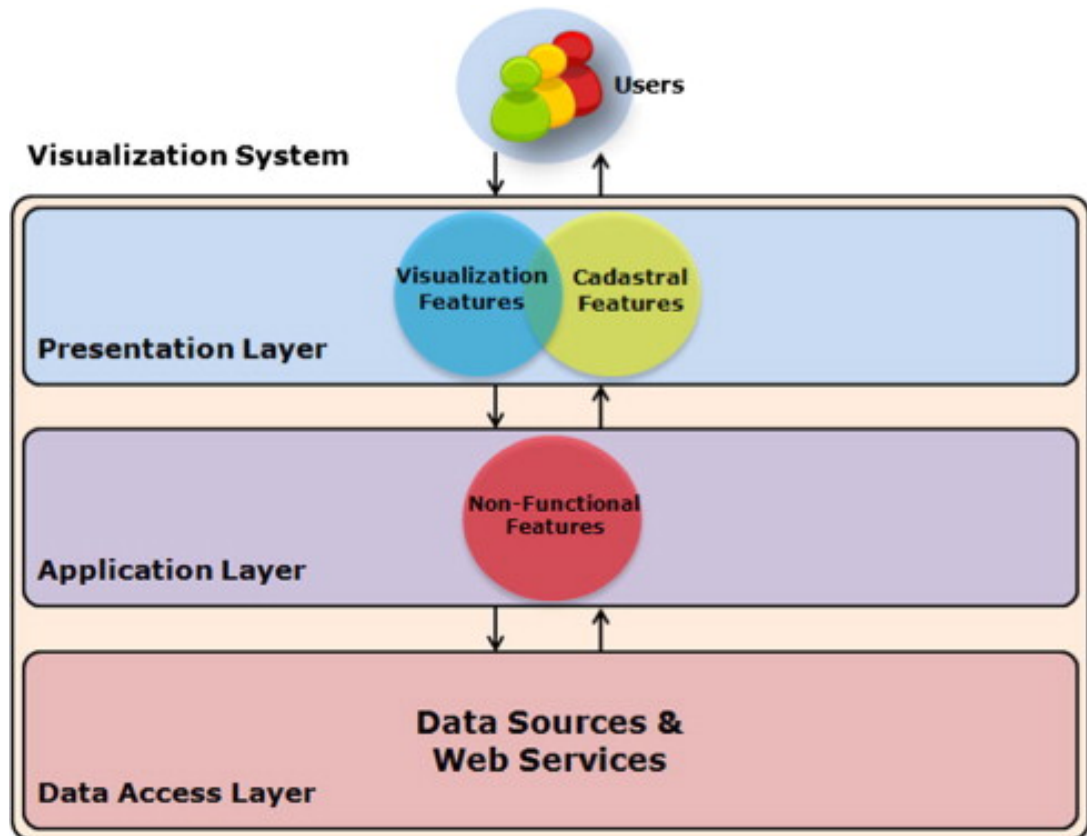 Users
Visualization System
Visualization
Features
Cadastral
Features
Presentation Layer
Non-Functional
Features
Application Layer
Data Sources &
Web Services
Data Access Layer